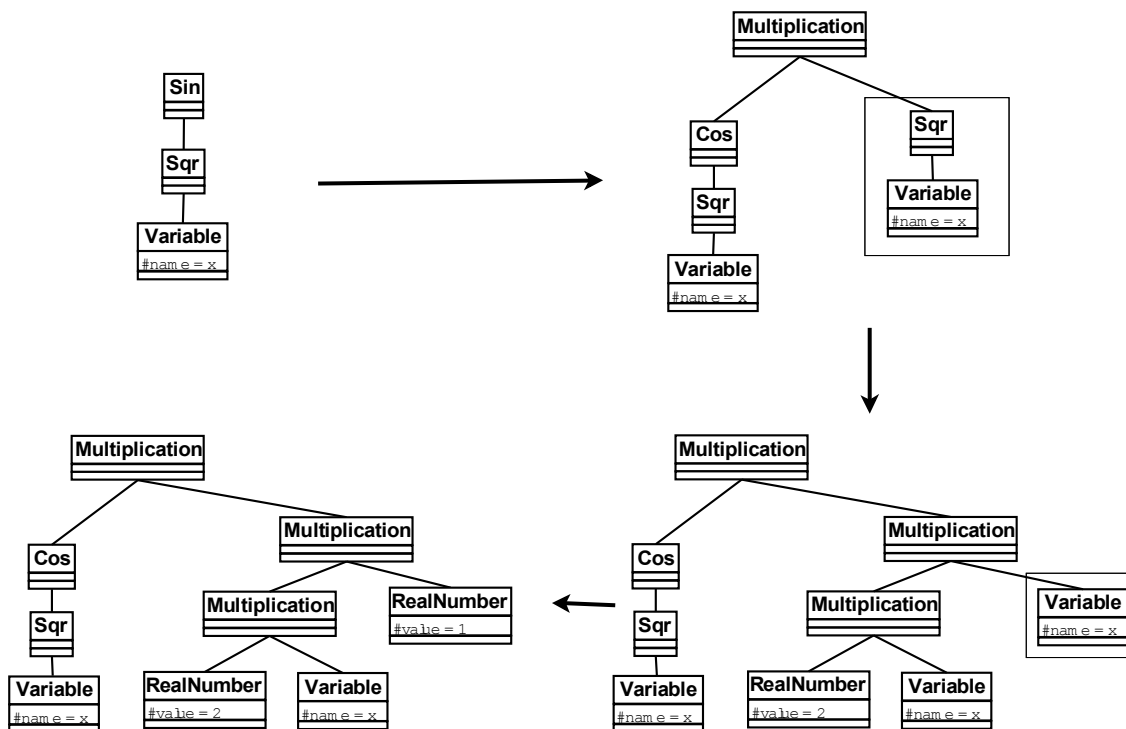 Sin
Sqr
Variable
#name = x
Multiplication
Cos
Sqr
Variable
#name = x
Sqr
Variable
#name = x
Multiplication
Cos
Sqr
Variable
#name = x
Multiplication
Multiplication
RealNumber
#value = 2
Variable
#name = x
Variable
#name = x
Multiplication
Cos
Sqr
Variable
#name = x
Multiplication
Multiplication
RealNumber
#value = 2
Variable
#name = x
RealNumber
#value = 1